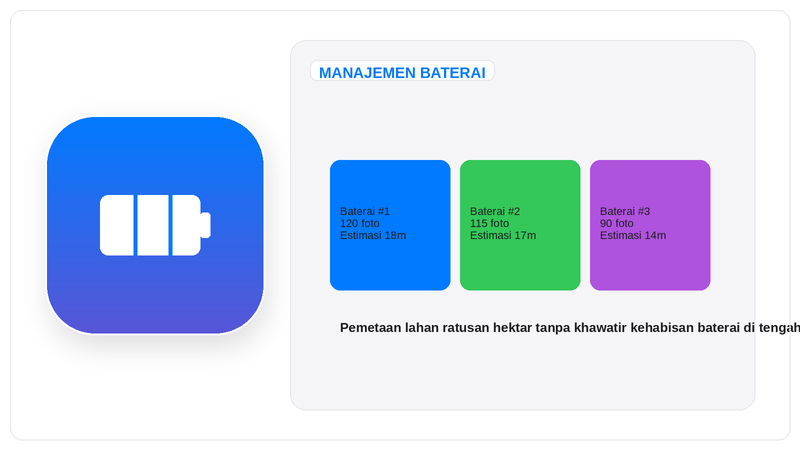 MANAJEMEN BATERAI
Baterai #1
120 foto
Estimasi 18m
Baterai #2
115 foto
Estimasi 17m
Baterai #3
90 foto
Estimasi 14m
Pemetaan lahan ratusan hektar tanpa khawatir kehabisan baterai di tengah